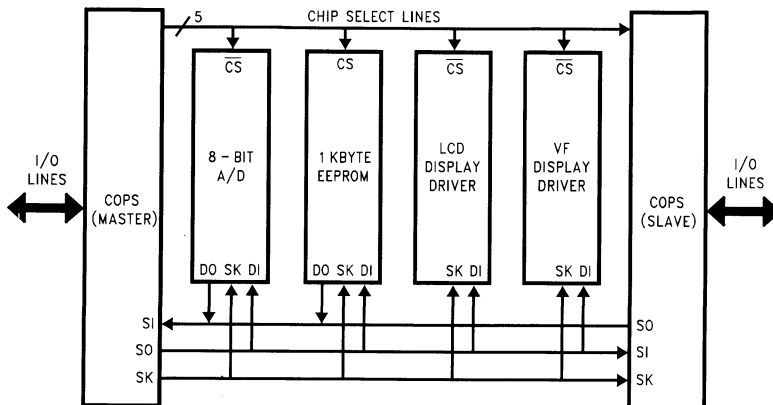 5
CHIP SELECT LINES
CS
CS
CS
CS
8 - BIT
A/D
1 KBYTE
EEPROM
LCD
DISPLAY
DRIVER
VF
DISPLAY
DRIVER
I/O
LINES
COPS
(MASTER)
I/O
LINES
COPS
(SLAVE)
DO SK DI
DO SK DI
SK DI
SK DI
SI
SO
SK
SO
SI
SK